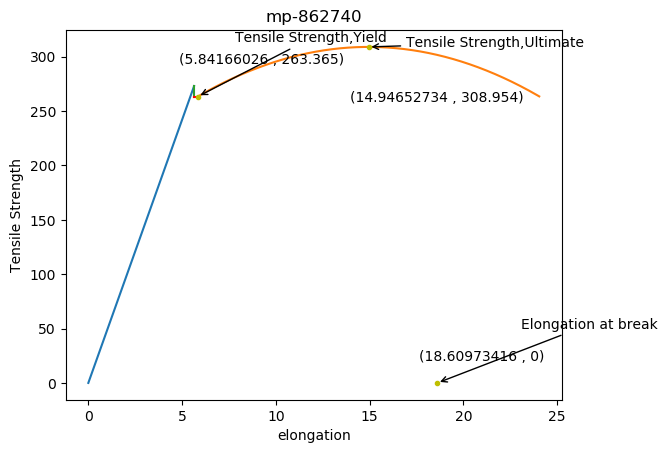 mp-862740
Tensile Strength,Yield
Tensile Strength,Ultimate
(5.84166026 , 263.365)
(14.94652734 , 308.954)
Elongation at break
(18.60973416 , 0)
300
250
200
150
100
50
0
Tensile Strength
0 5 10 15 20 25
elongation